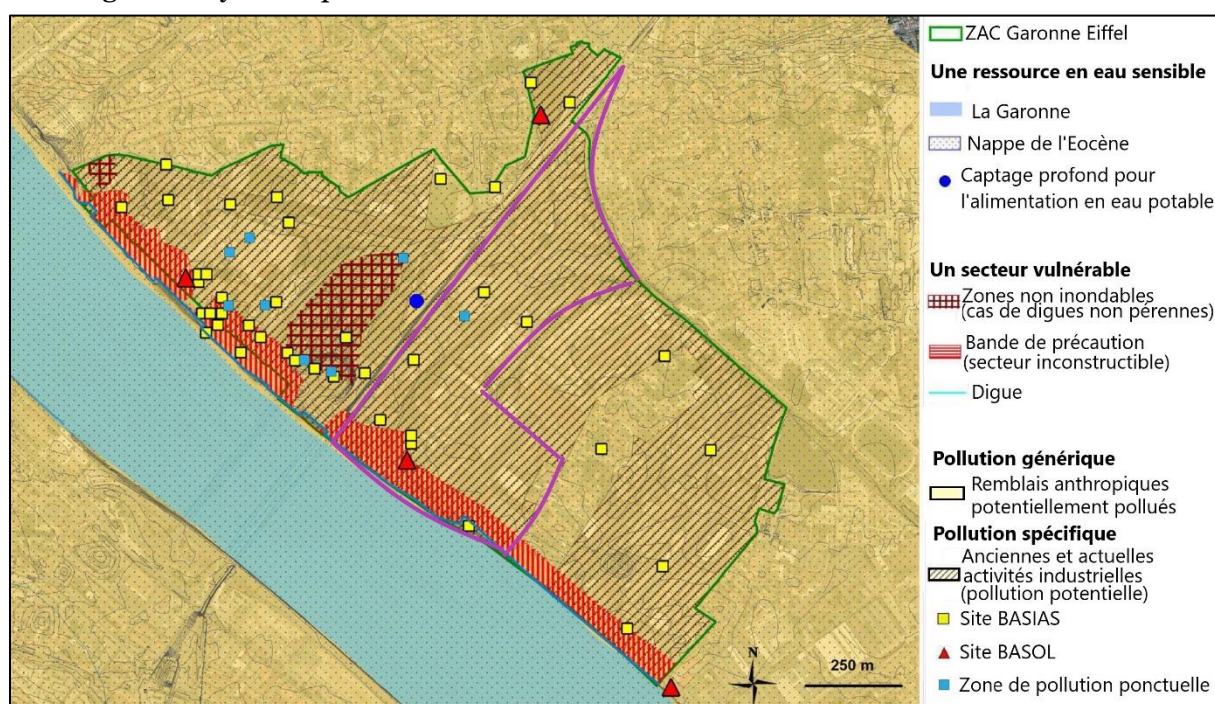 ZAC Garonne Eiffel
Une ressource en eau sensible
La Garonne
Nappe de l'Eocène
Captage profond pour
l'alimentation en eau potable
Un secteur vulnérable
Zones non inondables
(cas de digues non pérennes)
Bande de précaution
(secteur inconstructible)
Digue
Pollution générique
Remblais anthropiques
potentiellement pollués
Pollution spécifique
Anciennes et actuelles
activités industrielles
(pollution potentielle)
Site BASIAS
Site BASOL
Zone de pollution ponctuelle
N
250 m